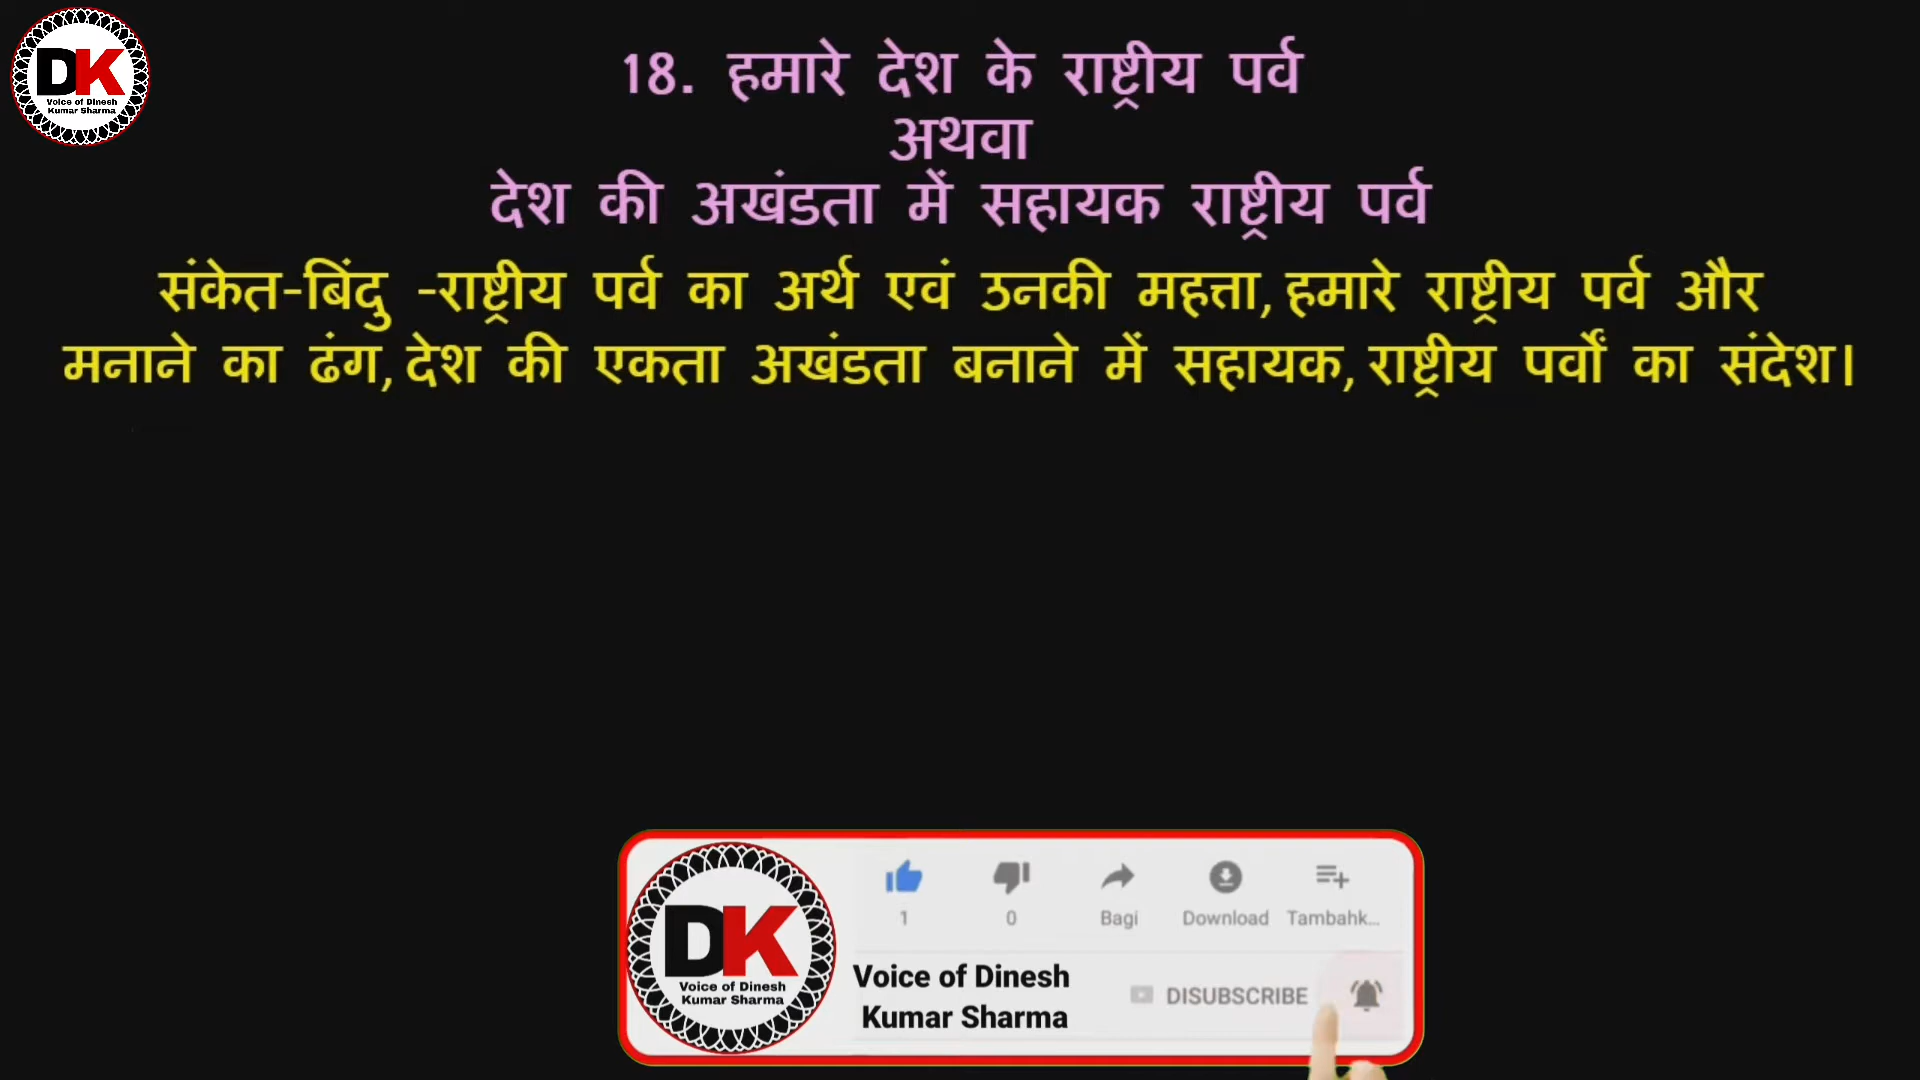 DK
Voice of Dinesh
Kumar Sharma
18. हमारे देश के राष्ट्रीय पर्व
अथवा
देश की अखंडता में सहायक राष्ट्रीय पर्व
संकेत-बिंदु -राष्ट्रीय पर्व का अर्थ एवं उनकी महत्ता, हमारे राष्ट्रीय पर्व और
मनाने का ढंग, देश की एकता अखंडता बनाने में सहायक, राष्ट्रीय पर्वों का संदेश।
DK
Voice of Dinesh
Kumar Sharma
1 0 Bagi Download Tambahk...
Voice of Dinesh
Kumar Sharma
DISUBSCRIBE